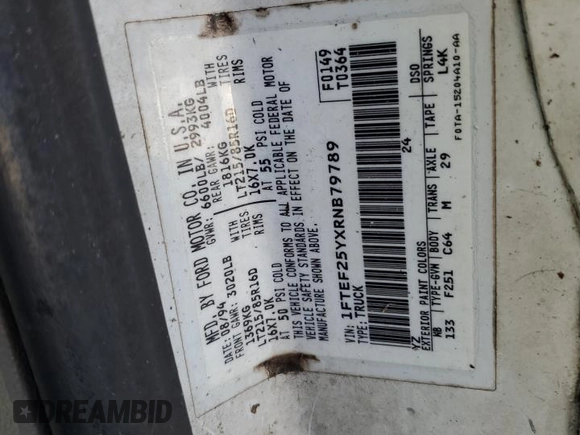 MFD. BY FORD MOTOR CO. IN U.S.A.
DATE: 08/94 GVWR: 6600LB/ 2993KG
FRONT GAWR: 3020LB REAR GAWR: 4004LB
1369KG 1816KG WITH
LT215/85R16D LT215/85R16D TIRES
16X7.0K 16X7.0K RIMS
AT 50 PSI COLD AT 55 PSI COLD
THIS VEHICLE CONFORMS TO ALL APPLICABLE FEDERAL MOTOR
VEHICLE SAFETY STANDARDS IN EFFECT ON THE DATE OF
MANUFACTURE SHOWN ABOVE.
VIN: 1FTEF25YXRNB79789
TYPE: TRUCK
F0149
T0364
YZ 24
EXTERIOR PAINT COLORS DSO
WB TYPE-GVW BODY TRANS AXLE TAPE SPRINGS
133 F251 C64 M 29 L4K
F0TA-15204A10-AA
DREAMBID